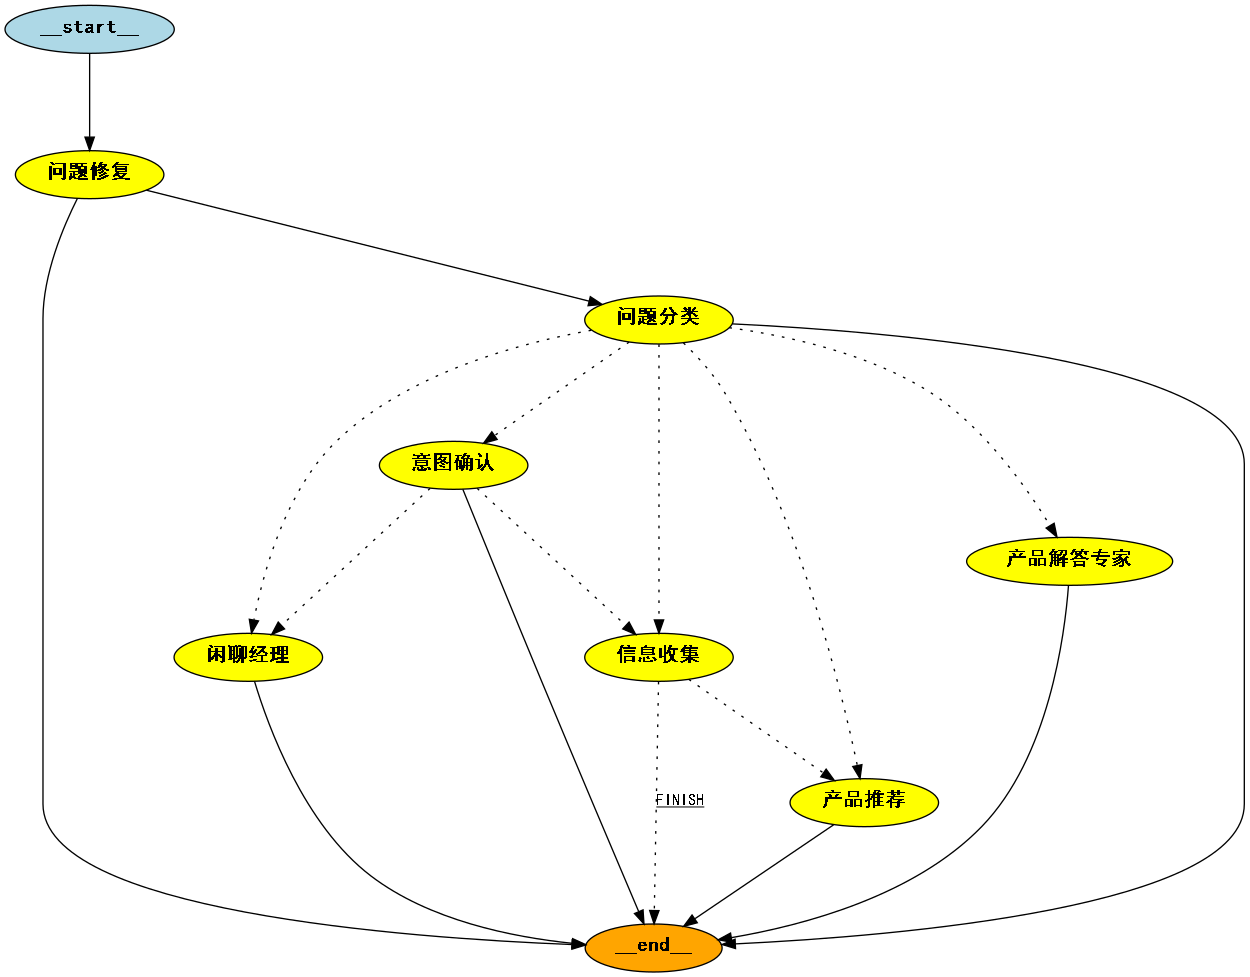 __start__
问题修复
问题分类
意图确认
产品解答专家
闲聊经理
信息收集
产品推荐
FINISH
__end__